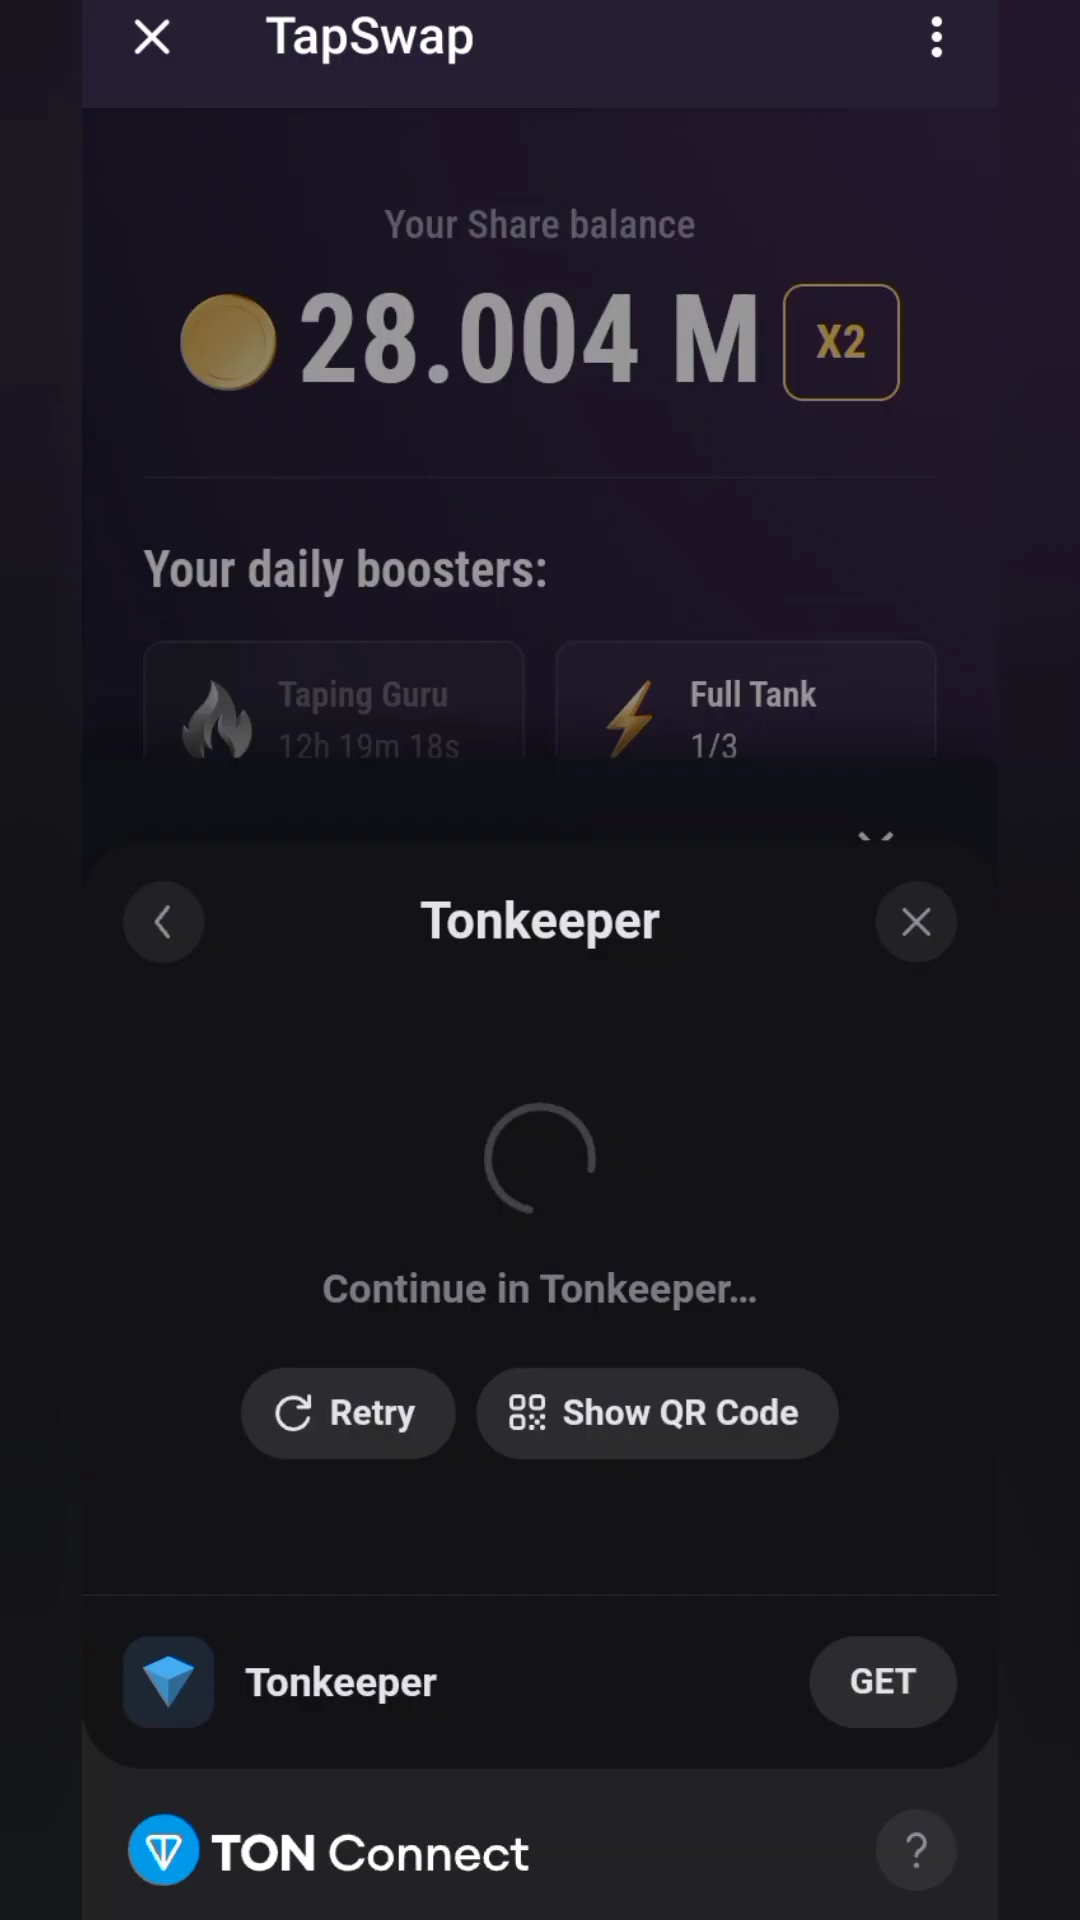 TapSwap
Your Share balance
28.004 M X2
Your daily boosters:
Taping Guru
12h 19m 18s
Full Tank
1/3
Tonkeeper
Continue in Tonkeeper...
Retry
Show QR Code
Tonkeeper
GET
TON Connect
?